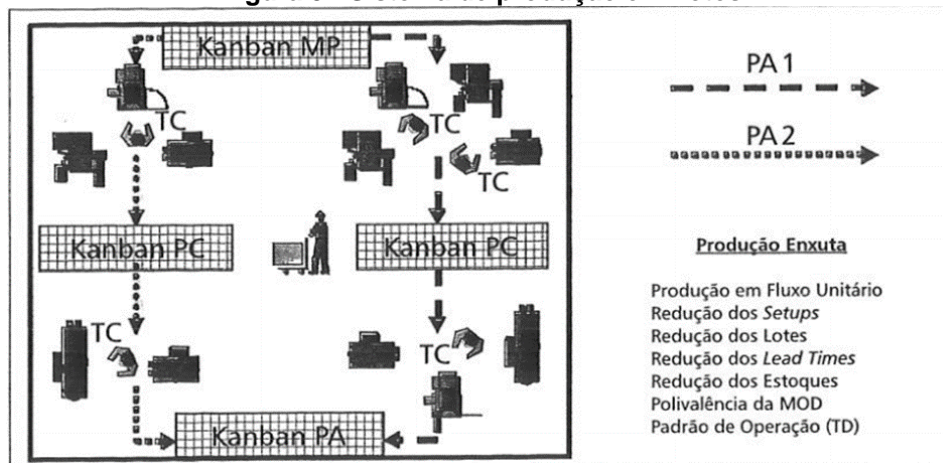 Kanban MP
TC
TC
TC
Kanban PC
Kanban PC
TC
TC
Kanban PA
PA 1
PA 2
Produção Enxuta
Produção em Fluxo Unitário
Redução dos Setups
Redução dos Lotes
Redução dos Lead Times
Redução dos Estoques
Polivalência da MOD
Padrão de Operação (TD)